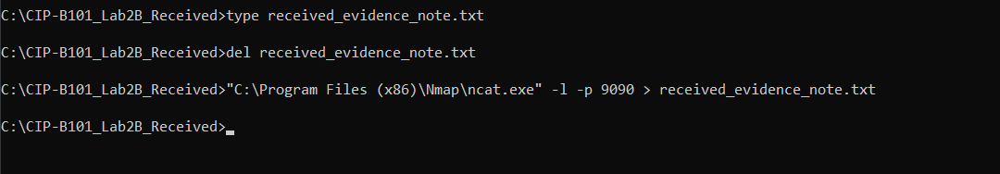 C:\CIP-B101_Lab2B_Received>type received_evidence_note.txt
C:\CIP-B101_Lab2B_Received>del received_evidence_note.txt
C:\CIP-B101_Lab2B_Received>"C:\Program Files (x86)\Nmap\ncat.exe" -l -p 9090 > received_evidence_note.txt
C:\CIP-B101_Lab2B_Received>